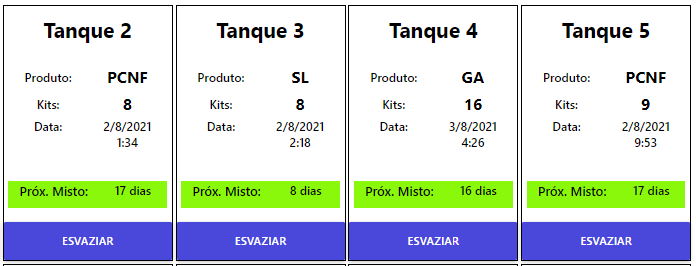 Tanque 2
Produto: PCNF
Kits: 8
Data: 2/8/2021
1:34
Próx. Misto: 17 dias
ESVAZIAR
Tanque 3
Produto: SL
Kits: 8
Data: 2/8/2021
2:18
Próx. Misto: 8 dias
ESVAZIAR
Tanque 4
Produto: GA
Kits: 16
Data: 3/8/2021
4:26
Próx. Misto: 16 dias
ESVAZIAR
Tanque 5
Produto: PCNF
Kits: 9
Data: 2/8/2021
9:53
Próx. Misto: 17 dias
ESVAZIAR